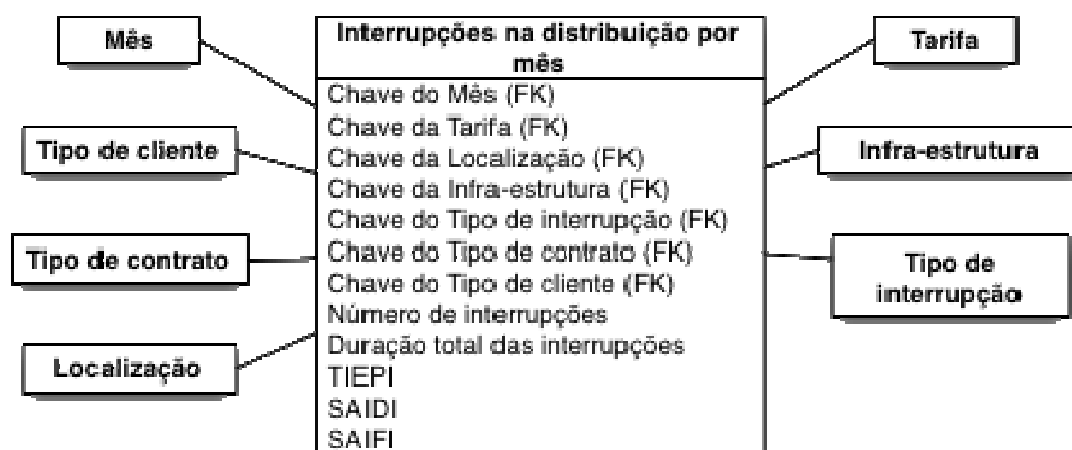 Mês
Tipo de cliente
Tipo de contrato
Localização
Interrupções na distribuição por
mês
Chave do Mês (FK)
Chave da Tarifa (FK)
Chave da Localização (FK)
Chave da Infra-estrutura (FK)
Chave do Tipo de interrupção (FK)
Chave do Tipo de contrato (FK)
Chave do Tipo de cliente (FK)
Número de interrupções
Duração total das interrupções
TIEPI
SAIDI
SAIFI
Tarifa
Infra-estrutura
Tipo de
interrupção